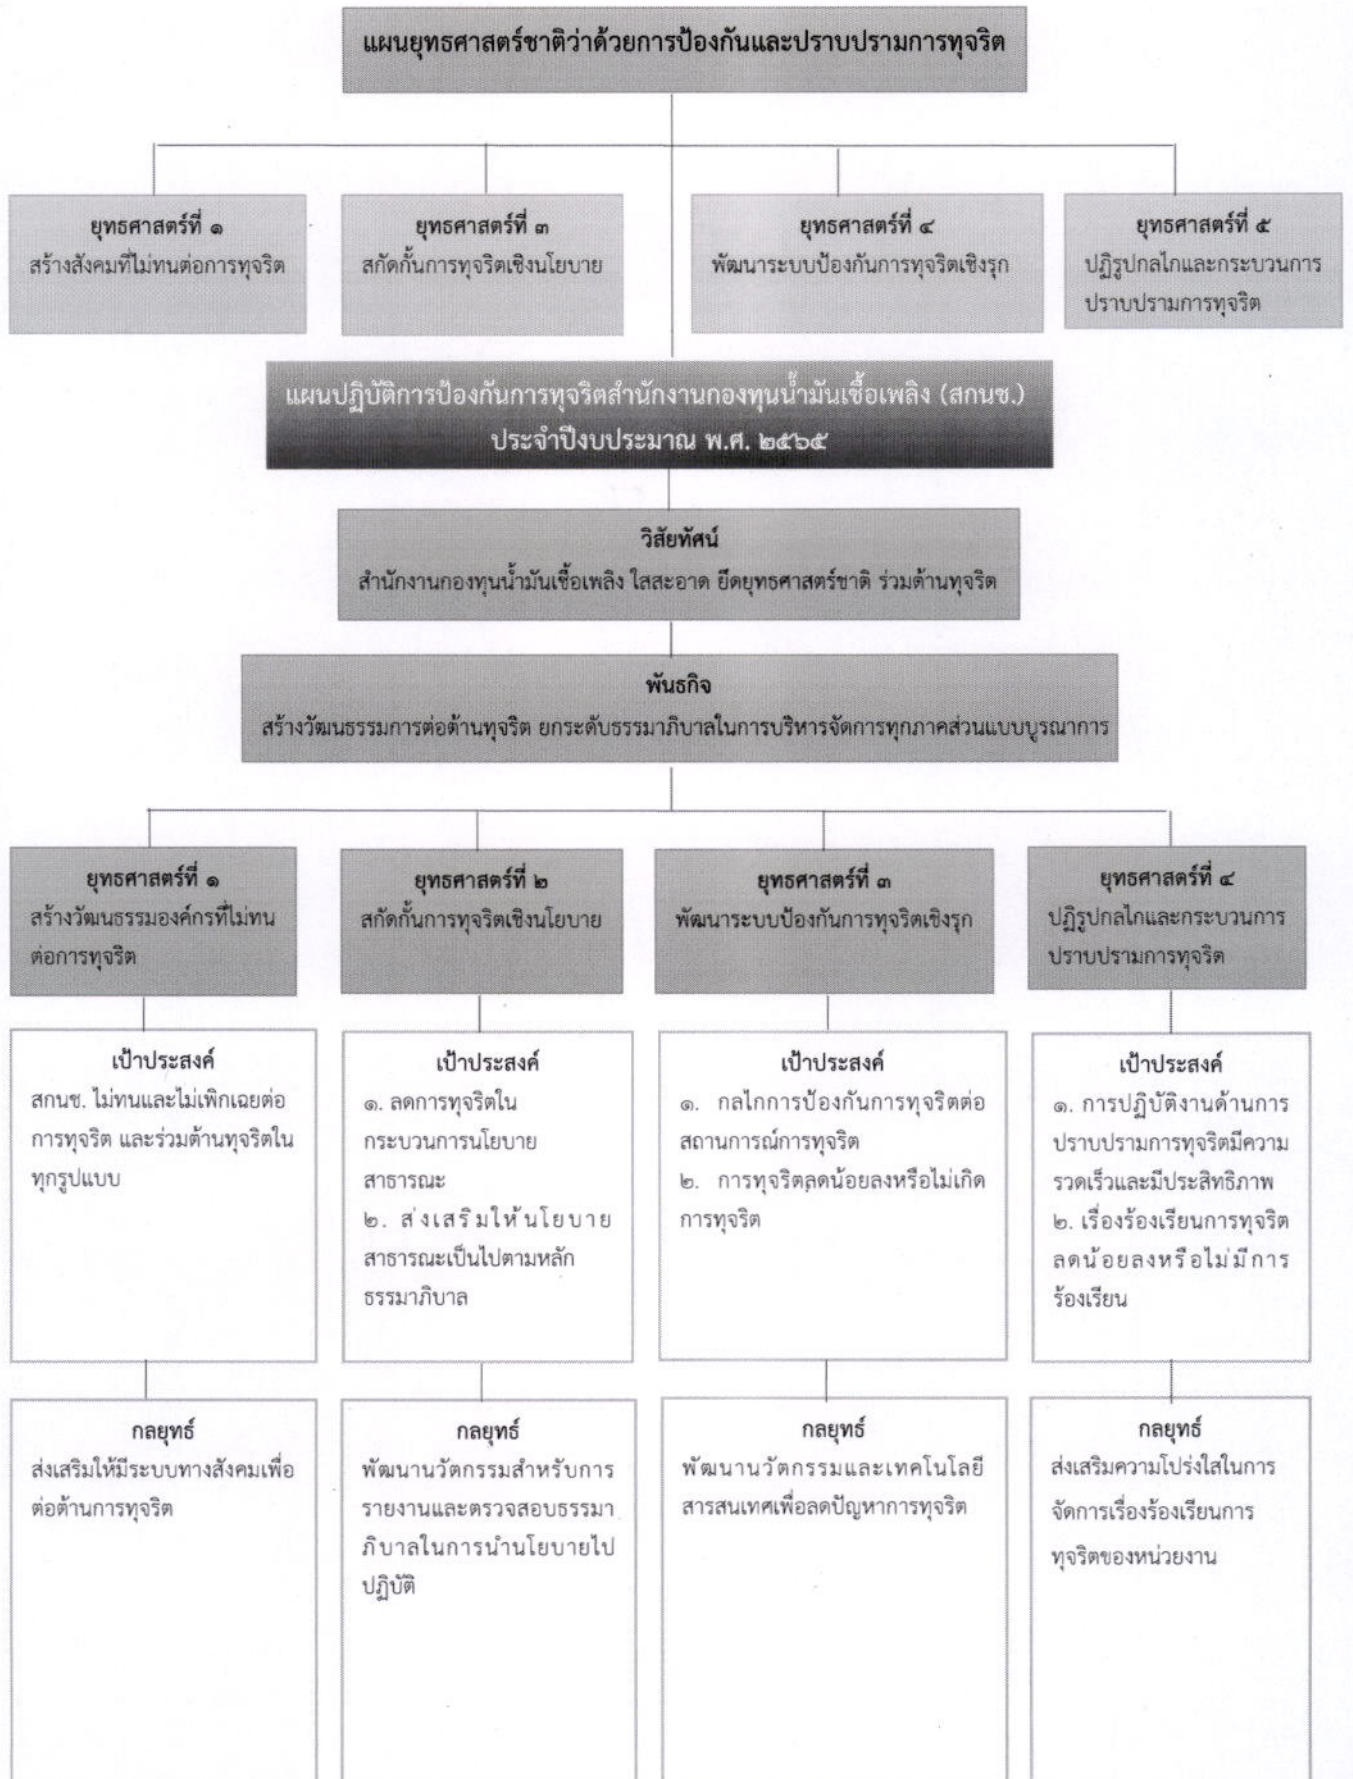 แผนยุทธศาสตร์ชาติว่าด้วยการป้องกันและปราบปรามการทุจริต
ยุทธศาสตร์ที่ ๑
สร้างสังคมที่ไม่ทนต่อการทุจริต
ยุทธศาสตร์ที่ ๓
สกัดกั้นการทุจริตเชิงนโยบาย
ยุทธศาสตร์ที่ ๔
พัฒนาระบบป้องกันการทุจริตเชิงรุก
ยุทธศาสตร์ที่ ๕
ปฏิรูปกลไกและกระบวนการ
ปราบปรามการทุจริต
แผนปฏิบัติการป้องกันการทุจริตสำนักงานกองทุนน้ำมันเชื้อเพลิง (สกนช.)
ประจำปีงบประมาณ พ.ศ. ๒๕๖๕
วิสัยทัศน์
สำนักงานกองทุนน้ำมันเชื้อเพลิง ใสสะอาด ยึดยุทธศาสตร์ชาติ ร่วมต้านทุจริต
พันธกิจ
สร้างวัฒนธรรมการต่อต้านทุจริต ยกระดับธรรมาภิบาลในการบริหารจัดการทุกภาคส่วนแบบบูรณาการ
ยุทธศาสตร์ที่ ๑
สร้างวัฒนธรรมองค์กรที่ไม่ทน
ต่อการทุจริต
ยุทธศาสตร์ที่ ๒
สกัดกั้นการทุจริตเชิงนโยบาย
ยุทธศาสตร์ที่ ๓
พัฒนาระบบป้องกันการทุจริตเชิงรุก
ยุทธศาสตร์ที่ ๔
ปฏิรูปกลไกและกระบวนการ
ปราบปรามการทุจริต
เป้าประสงค์
สกนช. ไม่ทนและไม่เพิกเฉยต่อ
การทุจริต และร่วมต้านทุจริตใน
ทุกรูปแบบ
เป้าประสงค์
๑. ลดการทุจริตใน
กระบวนการนโยบาย
สาธารณะ
๒. ส่งเสริมให้นโยบาย
สาธารณะเป็นไปตามหลัก
ธรรมาภิบาล
เป้าประสงค์
๑. กลไกการป้องกันการทุจริตต่อ
สถานการณ์การทุจริต
๒. การทุจริตลดน้อยลงหรือไม่เกิด
การทุจริต
เป้าประสงค์
๑. การปฏิบัติงานด้านการ
ปราบปรามการทุจริตมีความ
รวดเร็วและมีประสิทธิภาพ
๒. เรื่องร้องเรียนการทุจริต
ลดน้อยลงหรือไม่มีการ
ร้องเรียน
กลยุทธ์
ส่งเสริมให้มีระบบทางสังคมเพื่อ
ต่อต้านการทุจริต
กลยุทธ์
พัฒนานวัตกรรมสำหรับการ
รายงานและตรวจสอบธรรมา
ภิบาลในการนำนโยบายไป
ปฏิบัติ
กลยุทธ์
พัฒนานวัตกรรมและเทคโนโลยี
สารสนเทศเพื่อลดปัญหาการทุจริต
กลยุทธ์
ส่งเสริมความโปร่งใสในการ
จัดการเรื่องร้องเรียนการ
ทุจริตของหน่วยงาน